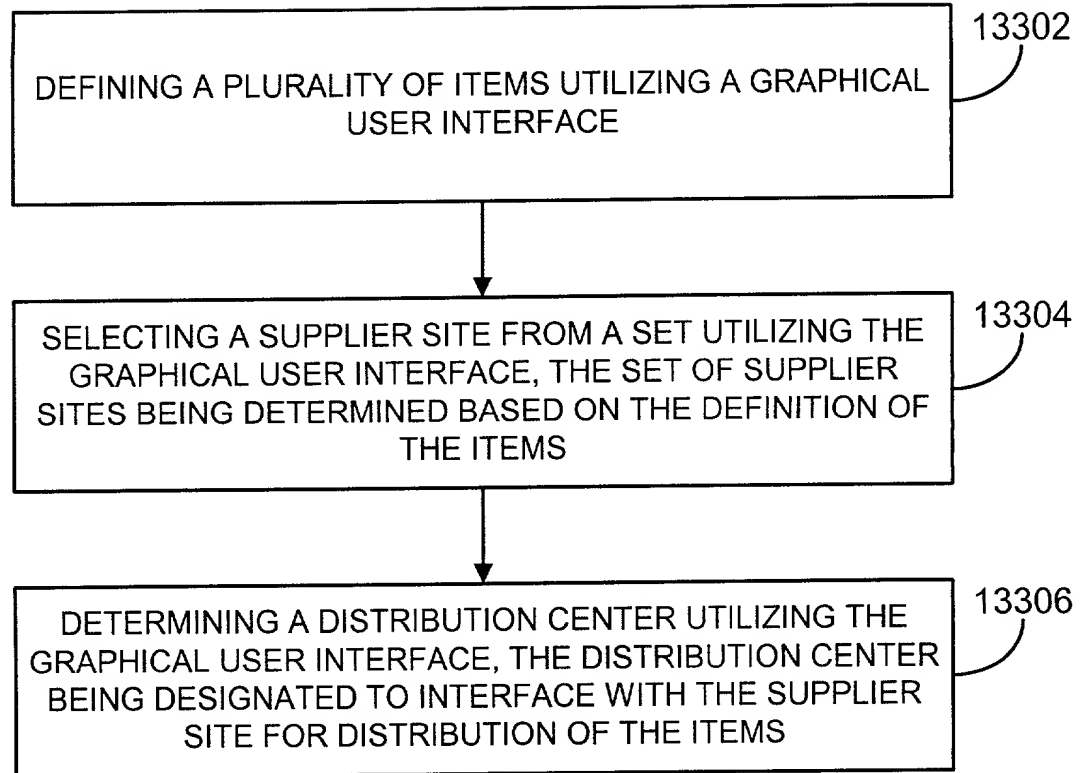 13302
DEFINING A PLURALITY OF ITEMS UTILIZING A GRAPHICAL
USER INTERFACE
13304
SELECTING A SUPPLIER SITE FROM A SET UTILIZING THE
GRAPHICAL USER INTERFACE, THE SET OF SUPPLIER
SITES BEING DETERMINED BASED ON THE DEFINITION OF
THE ITEMS
13306
DETERMINING A DISTRIBUTION CENTER UTILIZING THE
GRAPHICAL USER INTERFACE, THE DISTRIBUTION CENTER
BEING DESIGNATED TO INTERFACE WITH THE SUPPLIER
SITE FOR DISTRIBUTION OF THE ITEMS